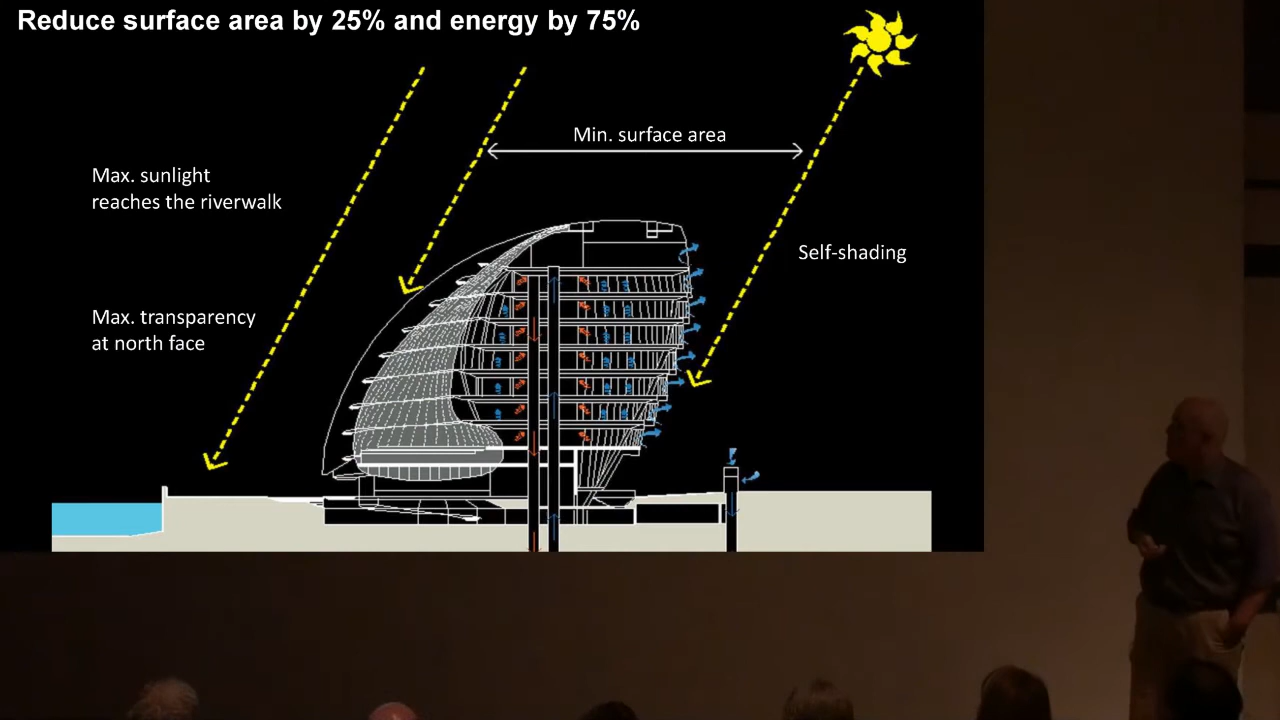 Reduce surface area by 25% and energy by 75%
Min. surface area
Max. sunlight
reaches the riverwalk
Self-shading
Max. transparency
at north face